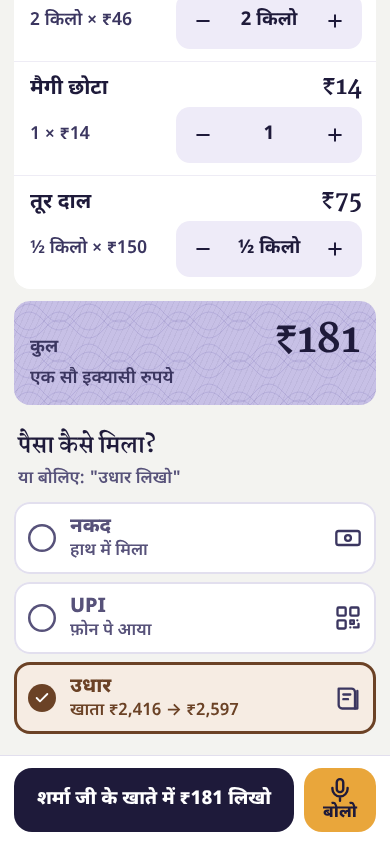 2 किलो × ₹46
− 2 किलो +
मैगी छोटा ₹14
1 × ₹14
− 1 +
तूर दाल ₹75
½ किलो × ₹150
− ½ किलो +
कुल ₹181
एक सौ इक्यासी रुपये
पैसा कैसे मिला?
या बोलिए: "उधार लिखो"
नकद
हाथ में मिला
UPI
फ़ोन पे आया
उधार
खाता ₹2,416 → ₹2,597
शर्मा जी के खाते में ₹181 लिखो
बोलो